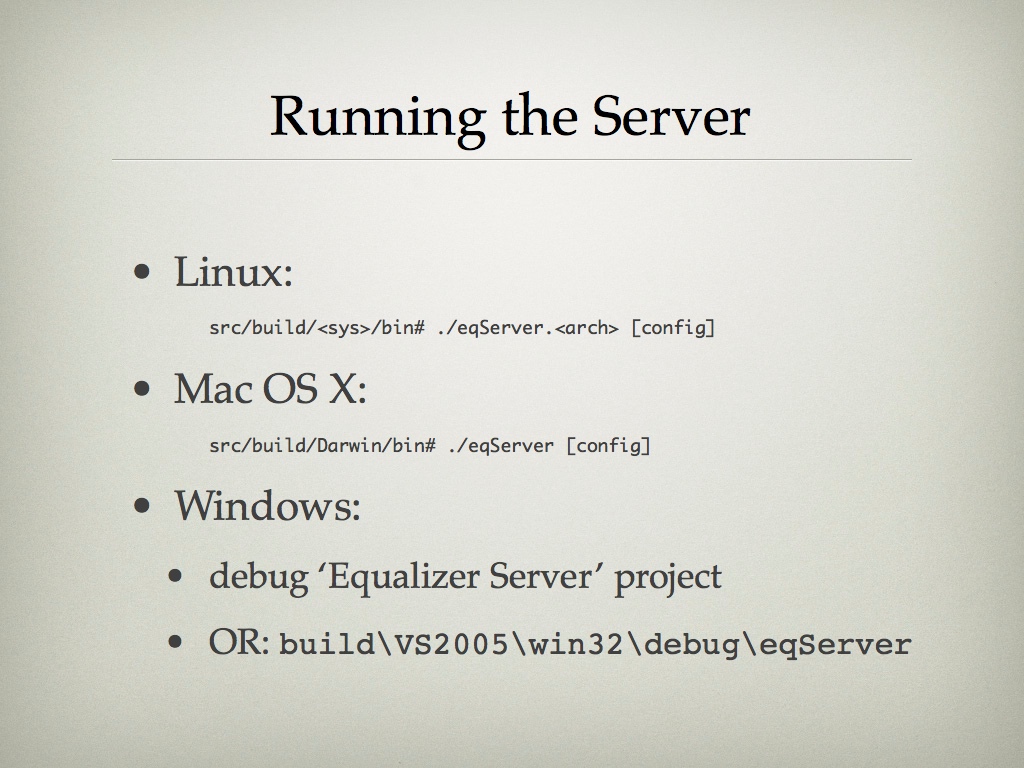 Running the Server
• Linux:
src/build/<sys>/bin# ./eqServer.<arch> [config]
• Mac OS X:
src/build/Darwin/bin# ./eqServer [config]
• Windows:
• debug ‘Equalizer Server’ project
• OR: build\VS2005\win32\debug\eqServer